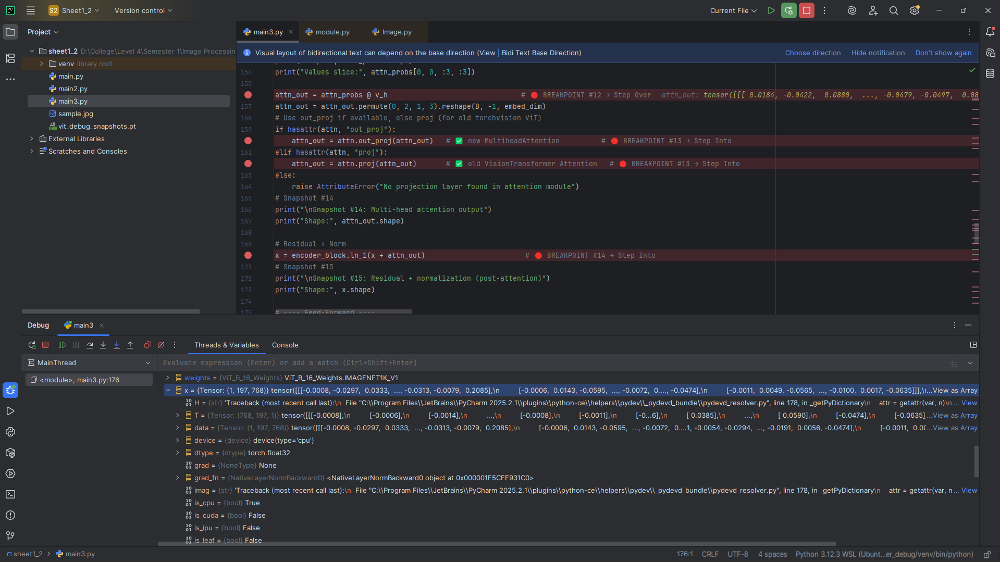 PC S2 Sheet1_2 Version control Current File
Project
sheet1_2 D:\College\Level 4\Semester 1\Image Processin
venv library root
main.py
main2.py
main3.py
sample.jpg
vit_debug_snapshots.pt
External Libraries
Scratches and Consoles
main3.py module.py Image.py
Visual layout of bidirectional text can depend on the base direction (View | Bidi Text Base Direction) Choose direction Hide notification Don't show again
154 print("Values slice:", attn_probs[0, 0, :3, :3])
155
attn_out = attn_probs @ v_h # 🔴 BREAKPOINT #12 → Step Over attn_out: tensor([[[ 0.0184, -0.0422, 0.0880, ..., -0.0479, -0.0497, 0.08
157 attn_out = attn_out.permute(0, 2, 1, 3).reshape(B, -1, embed_dim)
158 # Use out_proj if available, else proj (for old torchvision ViT)
159 if hasattr(attn, "out_proj"):
attn_out = attn.out_proj(attn_out) # ✅ new MultiheadAttention # 🔴 BREAKPOINT #13 → Step Into
161 elif hasattr(attn, "proj"):
attn_out = attn.proj(attn_out) # ✅ old VisionTransformer Attention # 🔴 BREAKPOINT #13 → Step Into
163 else:
164 raise AttributeError("No projection layer found in attention module")
165 # Snapshot #14
166 print("\nSnapshot #14: Multi-head attention output")
167 print("Shape:", attn_out.shape)
168
169 # Residual + Norm
x = encoder_block.ln_1(x + attn_out) # 🔴 BREAKPOINT #14 → Step Into
171 # Snapshot #15
172 print("\nSnapshot #15: Residual + normalization (post-attention)")
173 print("Shape:", x.shape)
174
175 # ---- Feed-Forward ----
Debug main3
Threads & Variables Console
MainThread
<module>, main3.py:176
Evaluate expression (Enter) or add a watch (Ctrl+Shift+Enter)
weights = {ViT_B_16_Weights} ViT_B_16_Weights.IMAGENET1K_V1
x = {Tensor: (1, 197, 768)} tensor([[[-0.0008, -0.0297, 0.0333, ..., -0.0313, -0.0079, 0.2085],\n [-0.0006, 0.0143, -0.0595, ..., -0.0072, 0...., -0.0474],\n [-0.0011, 0.0049, -0.0565, ..., -0.0100, 0.0017, -0.0635]]],\r...View as Array
H = {str} 'Traceback (most recent call last):\n File "C:\\Program Files\\JetBrains\\PyCharm 2025.2.1\\plugins\\python-ce\\helpers\\pydev\\_pydevd_bundle\\pydevd_resolver.py", line 178, in _getPyDictionary\n attr = getattr(var, n)\n ... View
T = {Tensor: (768, 197, 1)} tensor([[[-0.0008],\n [-0.0006],\n [-0.0014],\n ...,\n [-0.0008],\n [-0.0011],\n [-0...6],\n [ 0.0385],\n ...,\n [ 0.0590],\n [-0.0474],\n [-0.0635]...View as Array
data = {Tensor: (1, 197, 768)} tensor([[[-0.0008, -0.0297, 0.0333, ..., -0.0313, -0.0079, 0.2085],\n [-0.0006, 0.0143, -0.0595, ..., -0.0072, 0....1, -0.0054, -0.0294, ..., -0.0191, 0.0056, -0.0474],\n [-0.0011, 0.00...View as Array
device = {device} device(type='cpu')
dtype = {dtype} torch.float32
grad = {NoneType} None
grad_fn = {NativeLayerNormBackward0} <NativeLayerNormBackward0 object at 0x000001F5CFF931C0>
imag = {str} 'Traceback (most recent call last):\n File "C:\\Program Files\\JetBrains\\PyCharm 2025.2.1\\plugins\\python-ce\\helpers\\pydev\\_pydevd_bundle\\pydevd_resolver.py", line 178, in _getPyDictionary\n attr = getattr(var, n ... View
is_cpu = {bool} True
is_cuda = {bool} False
is_ipu = {bool} False
is_leaf = {bool} False
sheet1_2 main3.py 176:1 CRLF UTF-8 4 spaces Python 3.12.3 WSL (Ubunt...er_debug/venv/bin/python)